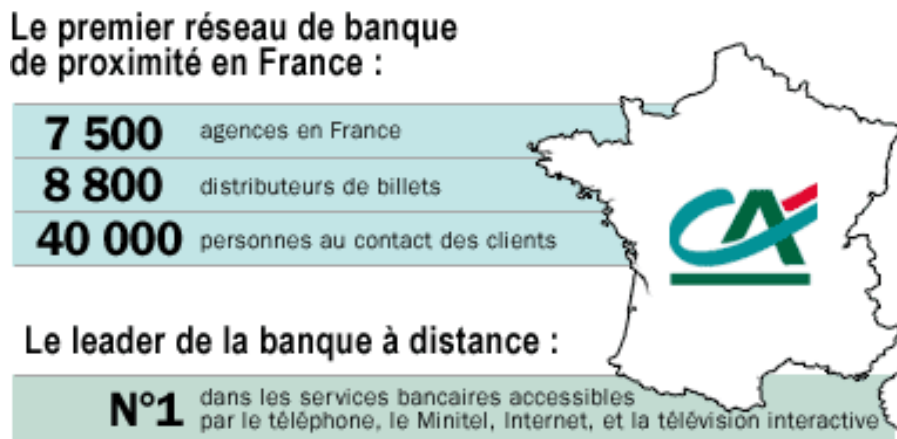 Le premier réseau de banque
de proximité en France :
7 500 agences en France
8 800 distributeurs de billets
40 000 personnes au contact des clients
CA
Le leader de la banque à distance :
N°1 dans les services bancaires accessibles
par le téléphone, le Minitel, Internet, et la télévision interactive